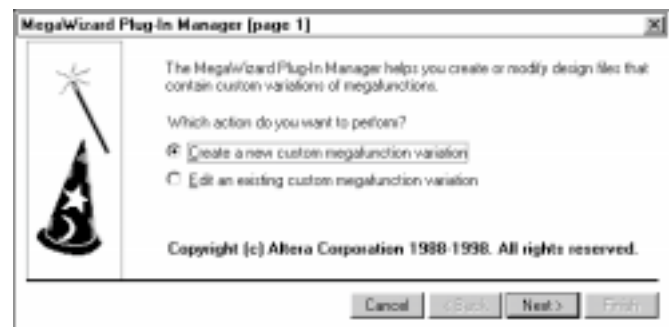 MegaWizard Plug-In Manager [page 1]
The MegaWizard Plug-In Manager helps you create or modify design files that
contain custom variations of megafunctions.
Which action do you want to perform?
Create a new custom megafunction variation
Edit an existing custom megafunction variation
Copyright (c) Altera Corporation 1988-1998. All rights reserved.
Cancel < Back Next > Finish